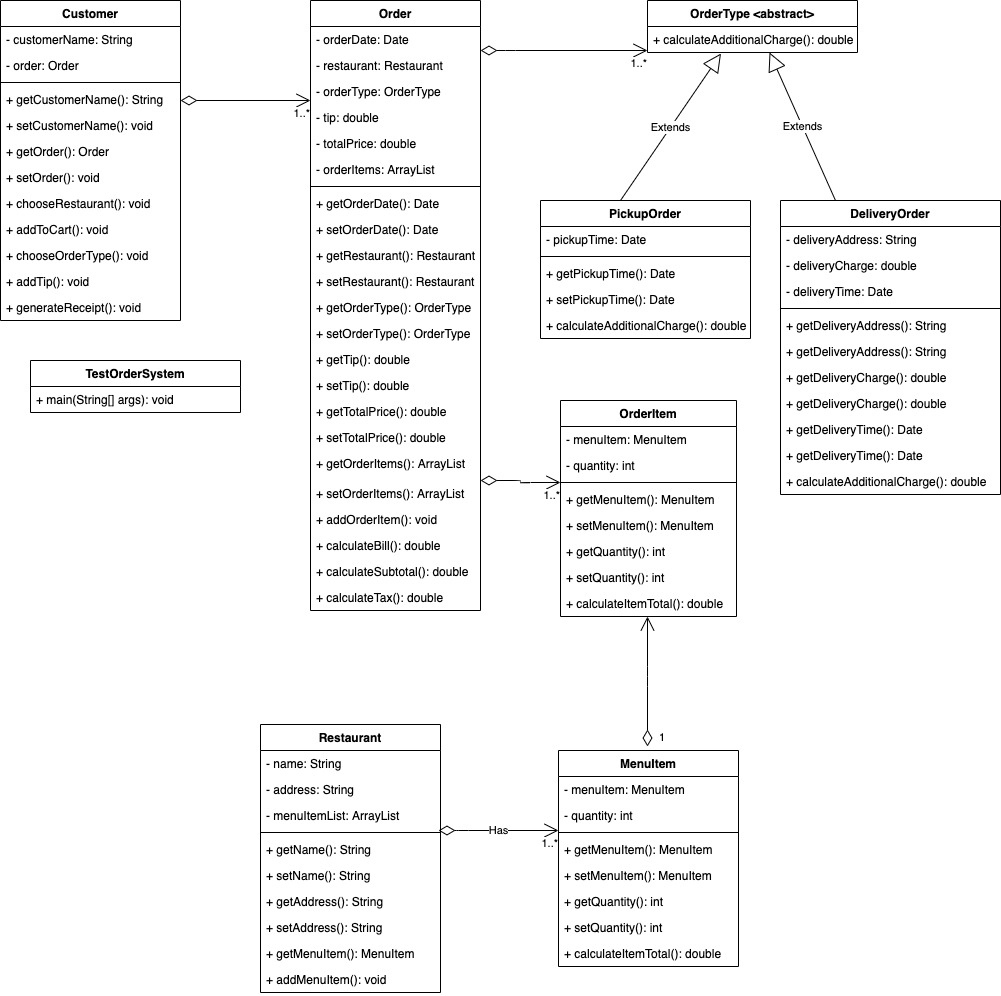 Customer
- customerName: String
- order: Order
+ getCustomerName(): String
+ setCustomerName(): void
+ getOrder(): Order
+ setOrder(): void
+ chooseRestaurant(): void
+ addToCart(): void
+ chooseOrderType(): void
+ addTip(): void
+ generateReceipt(): void
1..*
Order
- orderDate: Date
- restaurant: Restaurant
- orderType: OrderType
- tip: double
- totalPrice: double
- orderItems: ArrayList
+ getOrderDate(): Date
+ setOrderDate(): Date
+ getRestaurant(): Restaurant
+ setRestaurant(): Restaurant
+ getOrderType(): OrderType
+ setOrderType(): OrderType
+ getTip(): double
+ setTip(): double
+ getTotalPrice(): double
+ setTotalPrice(): double
+ getOrderItems(): ArrayList
+ setOrderItems(): ArrayList
+ addOrderItem(): void
+ calculateBill(): double
+ calculateSubtotal(): double
+ calculateTax(): double
1..*
OrderType <abstract>
+ calculateAdditionalCharge(): double
Extends
Extends
PickupOrder
- pickupTime: Date
+ getPickupTime(): Date
+ setPickupTime(): Date
+ calculateAdditionalCharge(): double
DeliveryOrder
- deliveryAddress: String
- deliveryCharge: double
- deliveryTime: Date
+ getDeliveryAddress(): String
+ getDeliveryAddress(): String
+ getDeliveryCharge(): double
+ getDeliveryCharge(): double
+ getDeliveryTime(): Date
+ getDeliveryTime(): Date
+ calculateAdditionalCharge(): double
TestOrderSystem
+ main(String[] args): void
1..*
OrderItem
- menuItem: MenuItem
- quantity: int
+ getMenuItem(): MenuItem
+ setMenuItem(): MenuItem
+ getQuantity(): int
+ setQuantity(): int
+ calculateItemTotal(): double
1
Restaurant
- name: String
- address: String
- menuItemList: ArrayList
+ getName(): String
+ setName(): String
+ getAddress(): String
+ setAddress(): String
+ getMenuItem(): MenuItem
+ addMenuItem(): void
Has
1..*
MenuItem
- menuItem: MenuItem
- quantity: int
+ getMenuItem(): MenuItem
+ setMenuItem(): MenuItem
+ getQuantity(): int
+ setQuantity(): int
+ calculateItemTotal(): double